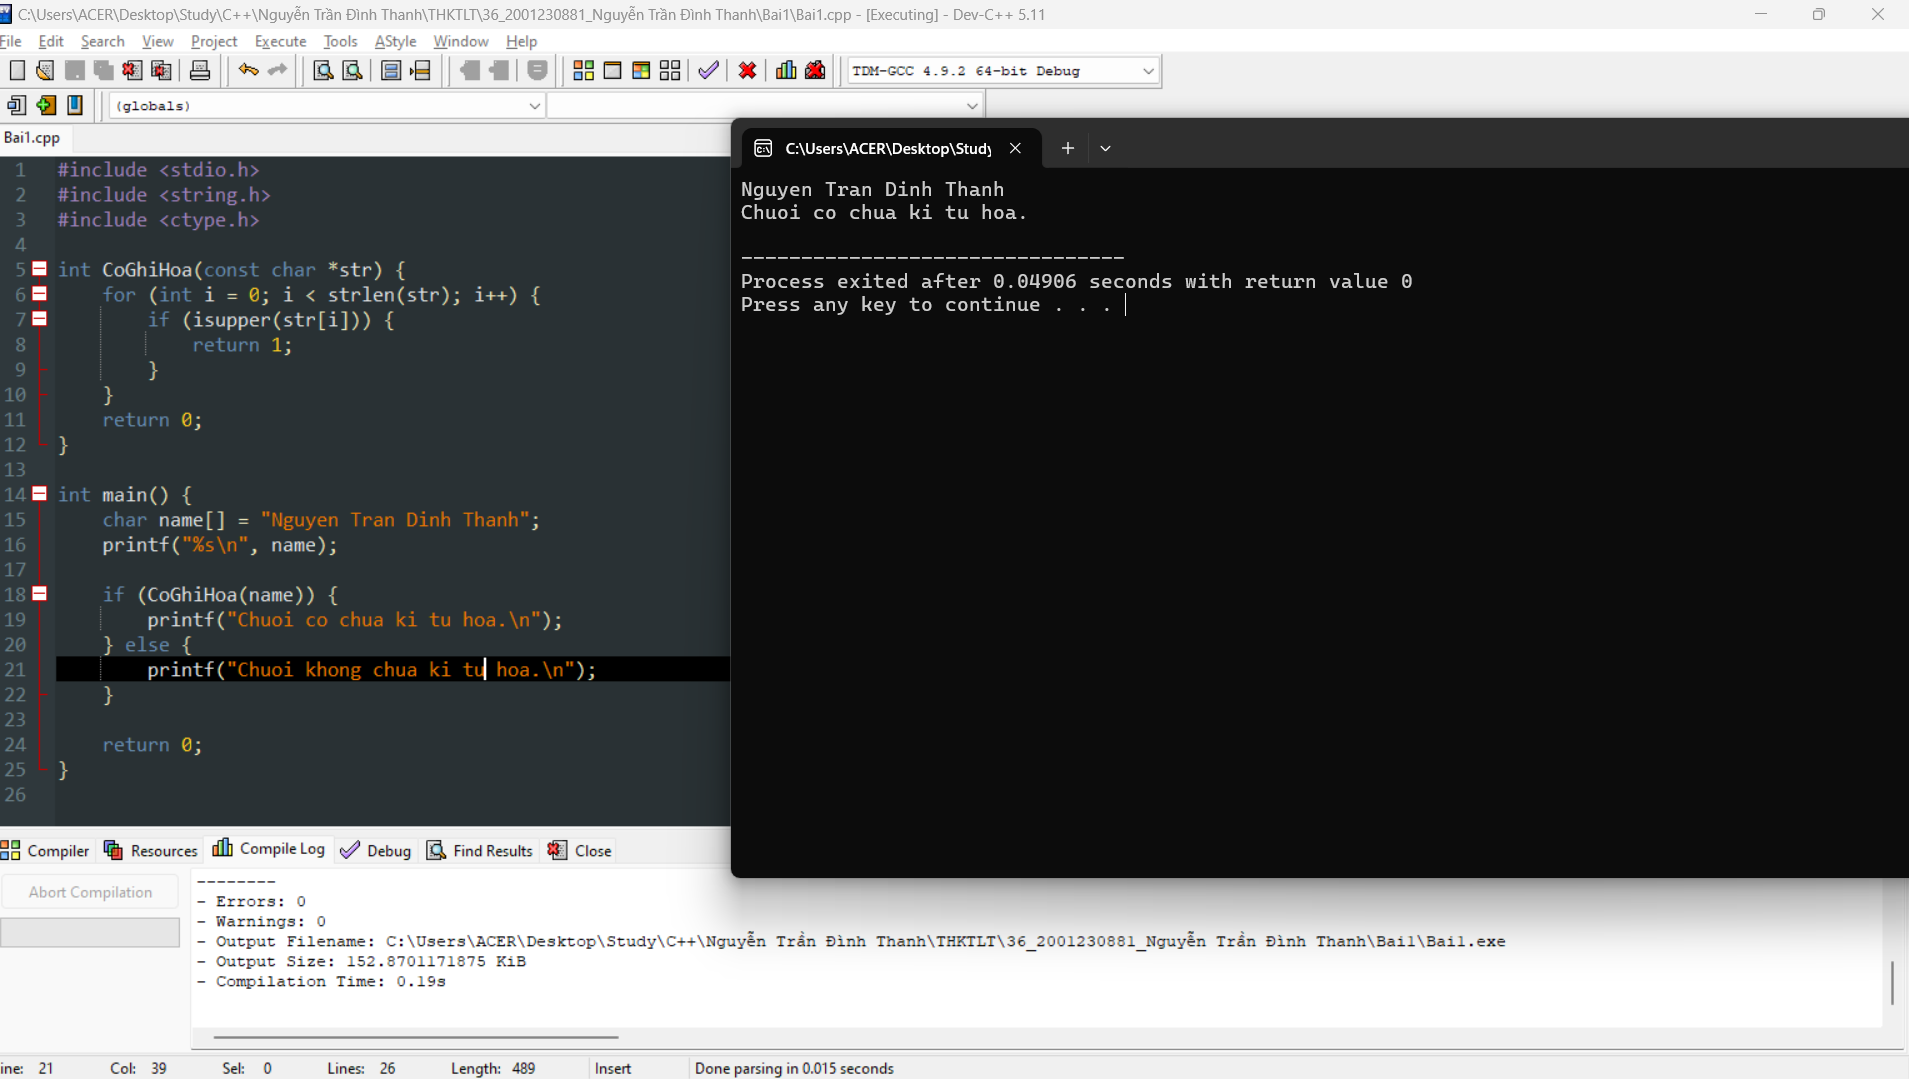 C:\Users\ACER\Desktop\Study\C++\Nguyễn Trần Đình Thanh\THKTLT\36_2001230881_Nguyễn Trần Đình Thanh\Bai1\Bai1.cpp - [Executing] - Dev-C++ 5.11
File Edit Search View Project Execute Tools AStyle Window Help
TDM-GCC 4.9.2 64-bit Debug
(globals)
Bai1.cpp
1 #include <stdio.h>
2 #include <string.h>
3 #include <ctype.h>
4
5 int CoGhiHoa(const char *str) {
6 for (int i = 0; i < strlen(str); i++) {
7 if (isupper(str[i])) {
8 return 1;
9 }
10 }
11 return 0;
12 }
13
14 int main() {
15 char name[] = "Nguyen Tran Dinh Thanh";
16 printf("%s\n", name);
17
18 if (CoGhiHoa(name)) {
19 printf("Chuoi co chua ki tu hoa.\n");
20 } else {
21 printf("Chuoi khong chua ki tu hoa.\n");
22 }
23
24 return 0;
25 }
26
C:\Users\ACER\Desktop\Study
Nguyen Tran Dinh Thanh
Chuoi co chua ki tu hoa.
--------------------------------
Process exited after 0.04906 seconds with return value 0
Press any key to continue . . .
Compiler Resources Compile Log Debug Find Results Close
Abort Compilation
--------
- Errors: 0
- Warnings: 0
- Output Filename: C:\Users\ACER\Desktop\Study\C++\Nguyễn Trần Đình Thanh\THKTLT\36_2001230881_Nguyễn Trần Đình Thanh\Bai1\Bai1.exe
- Output Size: 152.8701171875 KiB
- Compilation Time: 0.19s
ine: 21 Col: 39 Sel: 0 Lines: 26 Length: 489 Insert Done parsing in 0.015 seconds